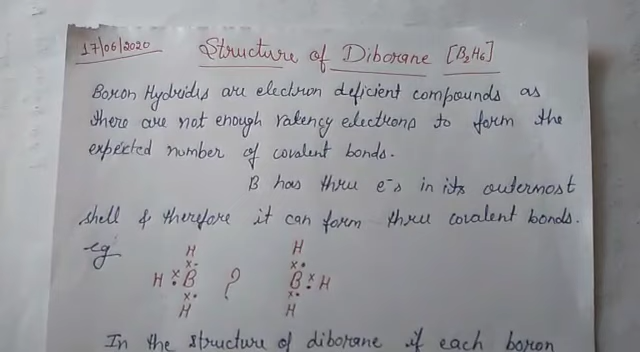 17/06/2020 Structure of Diborane [B₂H₆]
Boron Hydrides are electron deficient compounds as
there are not enough valency electrons to form the
expected number of covalent bonds.
B has three e⁻s in its outermost
shell & therefore it can form three covalent bonds.
eg
H H
H B ? B H
H H
In the structure of diborane if each boron